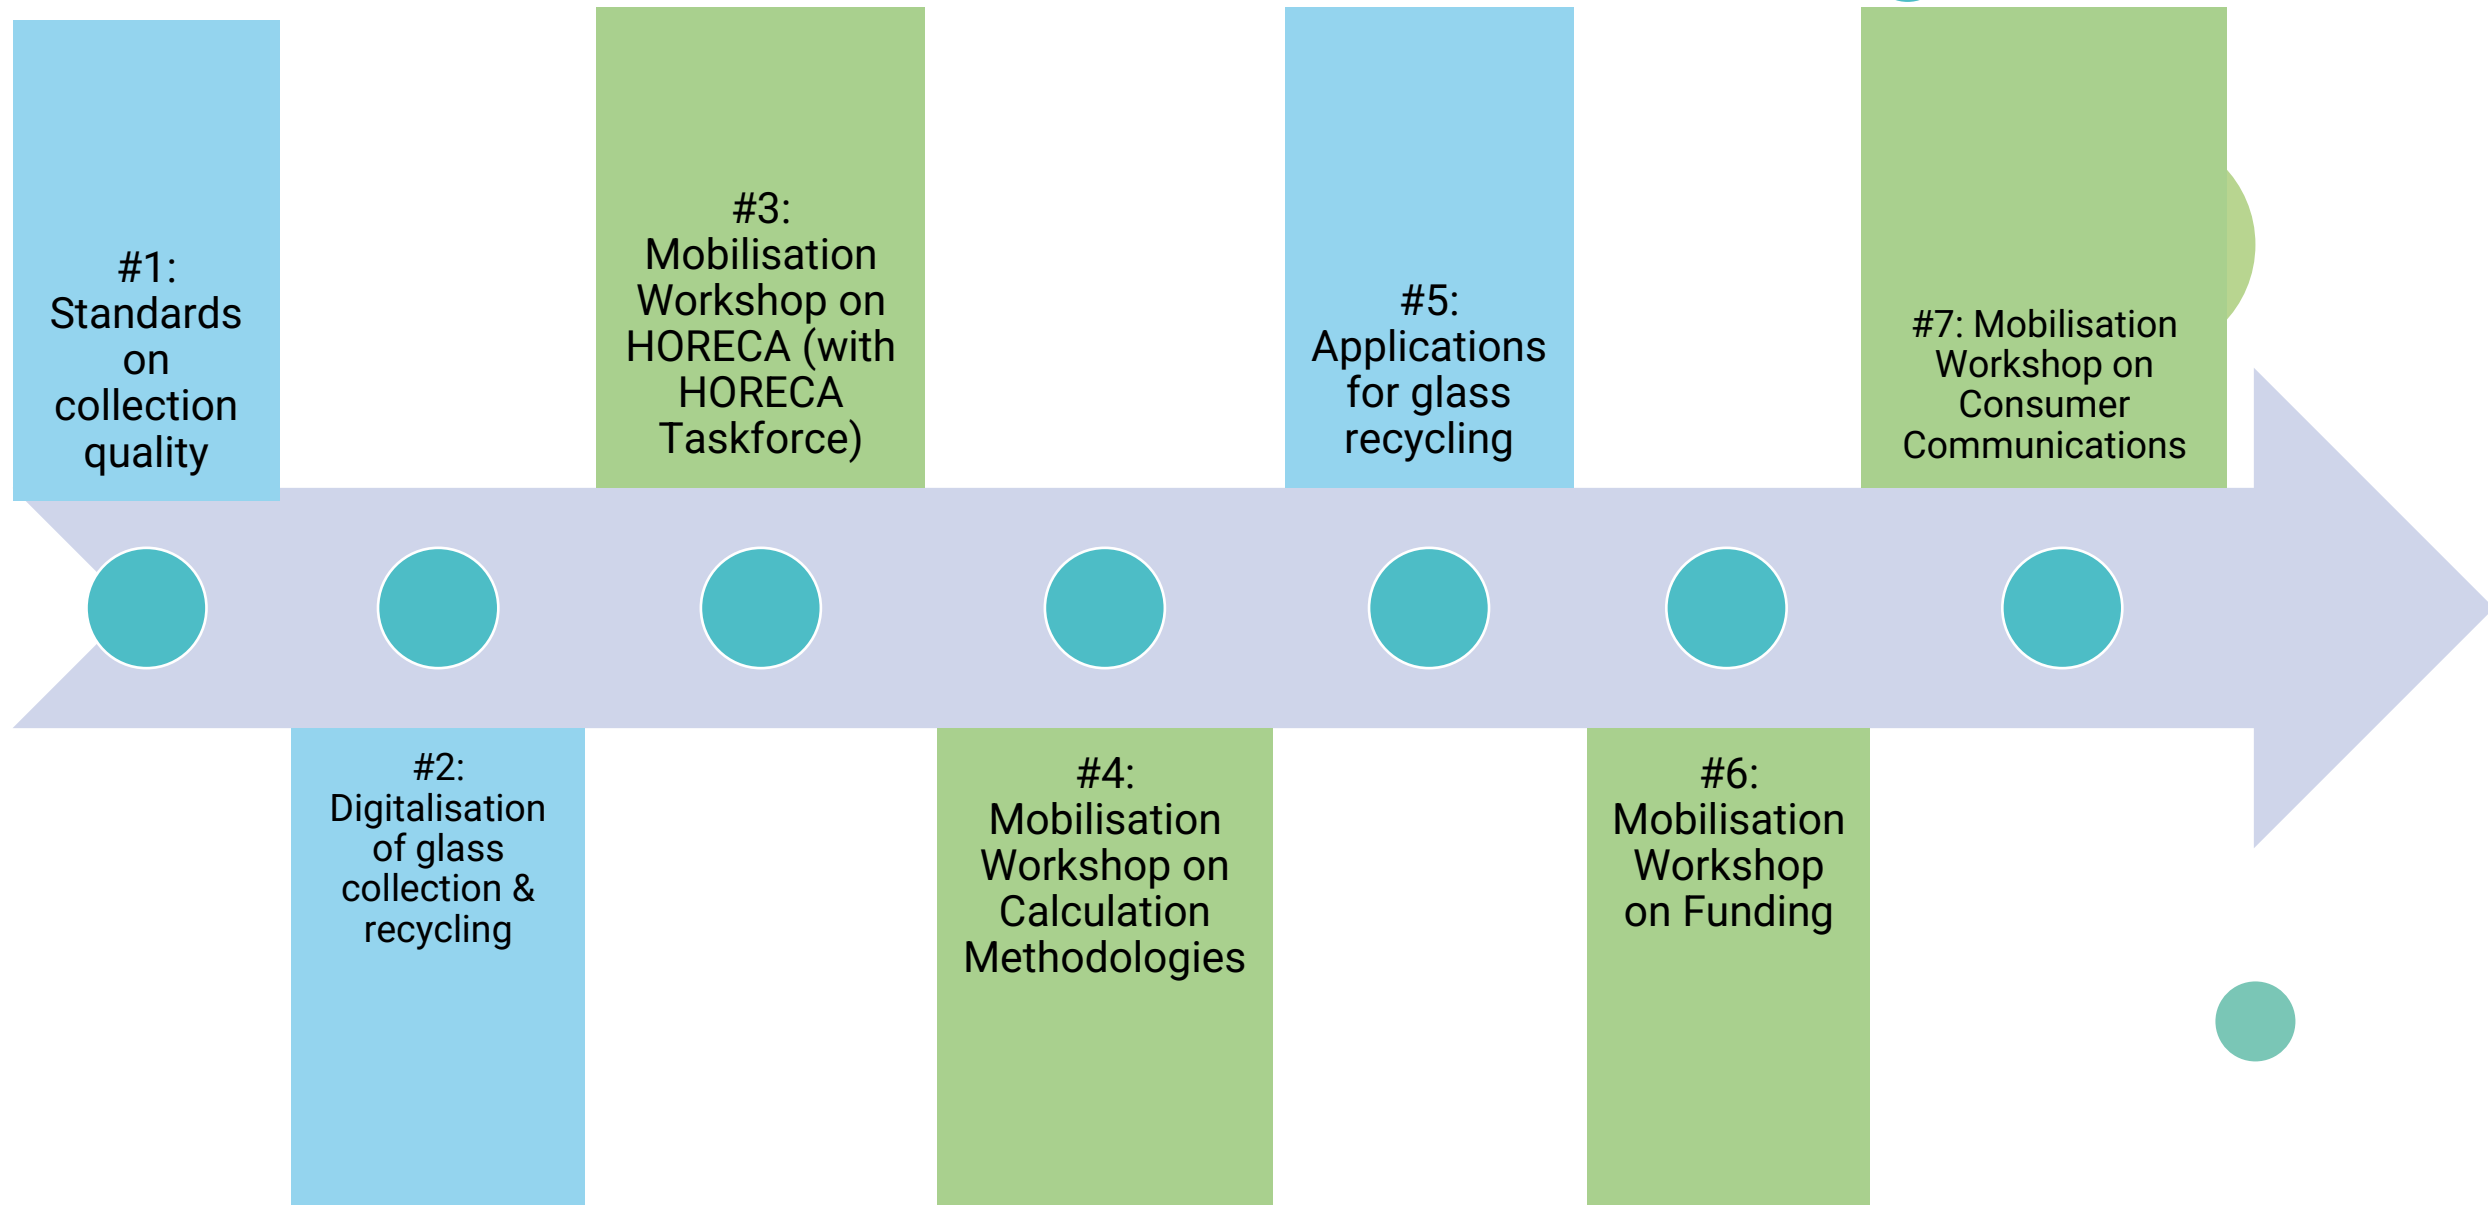 #1:
Standards
on
collection
quality
#2:
Digitalisation
of glass
collection &
recycling
#3:
Mobilisation
Workshop on
HORECA (with
HORECA
Taskforce)
#4:
Mobilisation
Workshop on
Calculation
Methodologies
#5:
Applications
for glass
recycling
#6:
Mobilisation
Workshop
on Funding
#7: Mobilisation
Workshop on
Consumer
Communications